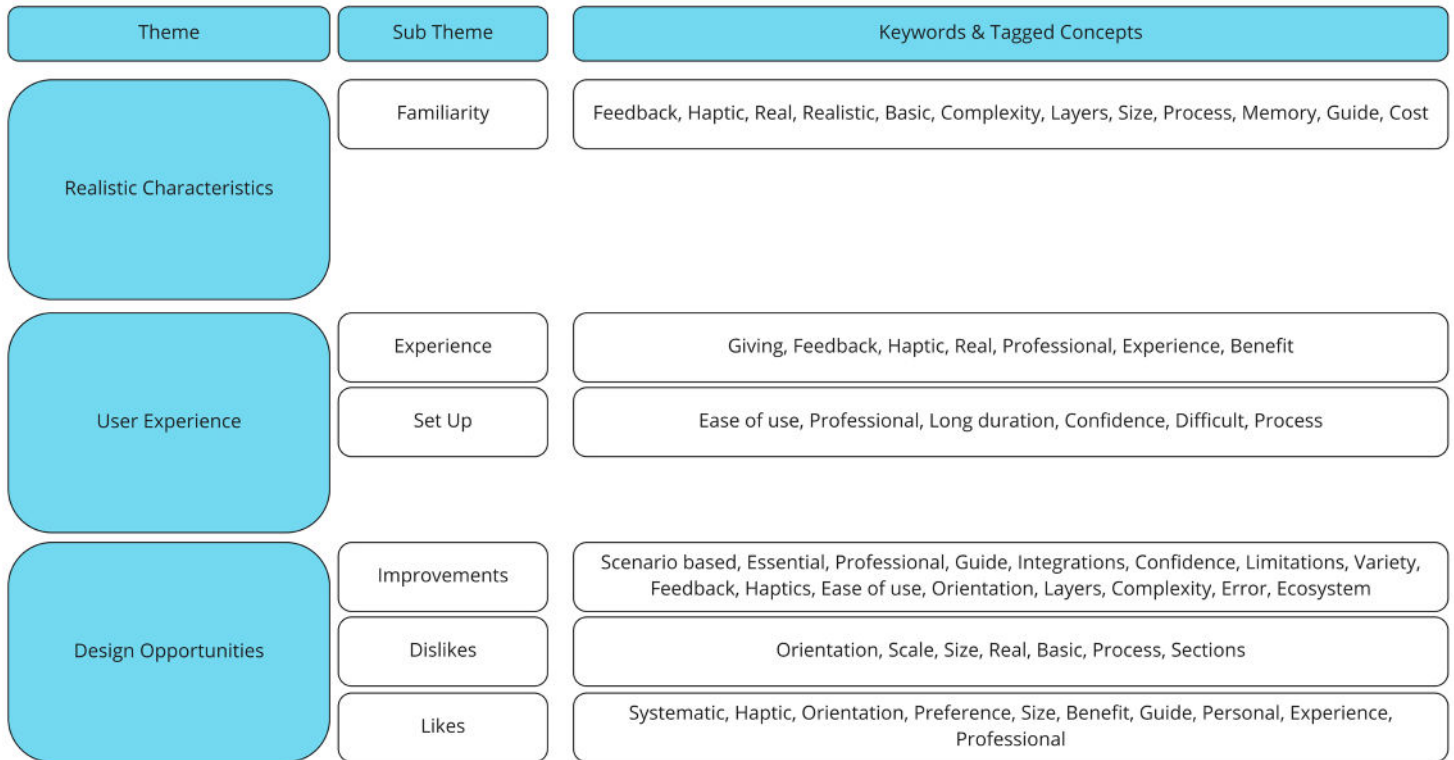 Theme
Sub Theme
Keywords & Tagged Concepts
Realistic Characteristics
Familiarity
Feedback, Haptic, Real, Realistic, Basic, Complexity, Layers, Size, Process, Memory, Guide, Cost
User Experience
Experience
Giving, Feedback, Haptic, Real, Professional, Experience, Benefit
Set Up
Ease of use, Professional, Long duration, Confidence, Difficult, Process
Design Opportunities
Improvements
Scenario based, Essential, Professional, Guide, Integrations, Confidence, Limitations, Variety,
Feedback, Haptics, Ease of use, Orientation, Layers, Complexity, Error, Ecosystem
Dislikes
Orientation, Scale, Size, Real, Basic, Process, Sections
Likes
Systematic, Haptic, Orientation, Preference, Size, Benefit, Guide, Personal, Experience,
Professional